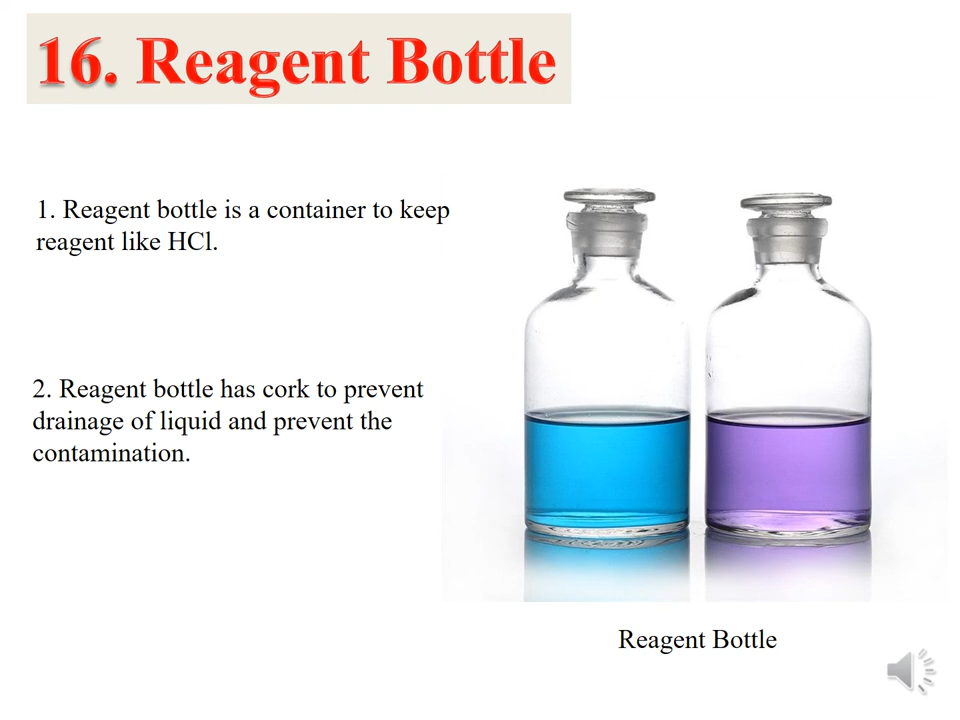 16. Reagent Bottle
1. Reagent bottle is a container to keep
reagent like HCl.
2. Reagent bottle has cork to prevent
drainage of liquid and prevent the
contamination.
Reagent Bottle